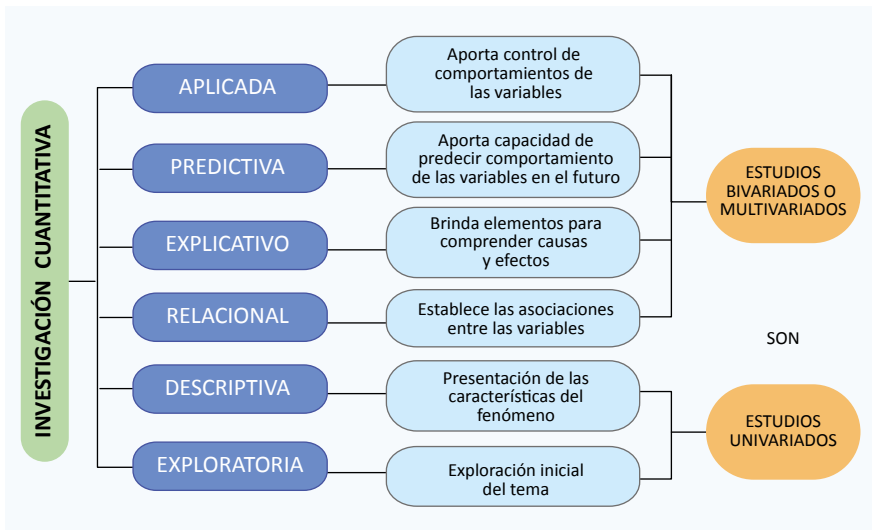 INVESTIGACIÓN CUANTITATIVA
APLICADA
Aporta control de
comportamientos de
las variables
PREDICTIVA
Aporta capacidad de
predecir comportamiento
de las variables en el futuro
EXPLICATIVO
Brinda elementos para
comprender causas
y efectos
RELACIONAL
Establece las asociaciones
entre las variables
DESCRIPTIVA
Presentación de las
características del
fenómeno
EXPLORATORIA
Exploración inicial
del tema
ESTUDIOS
BIVARIADOS O
MULTIVARIADOS
SON
ESTUDIOS
UNIVARIADOS